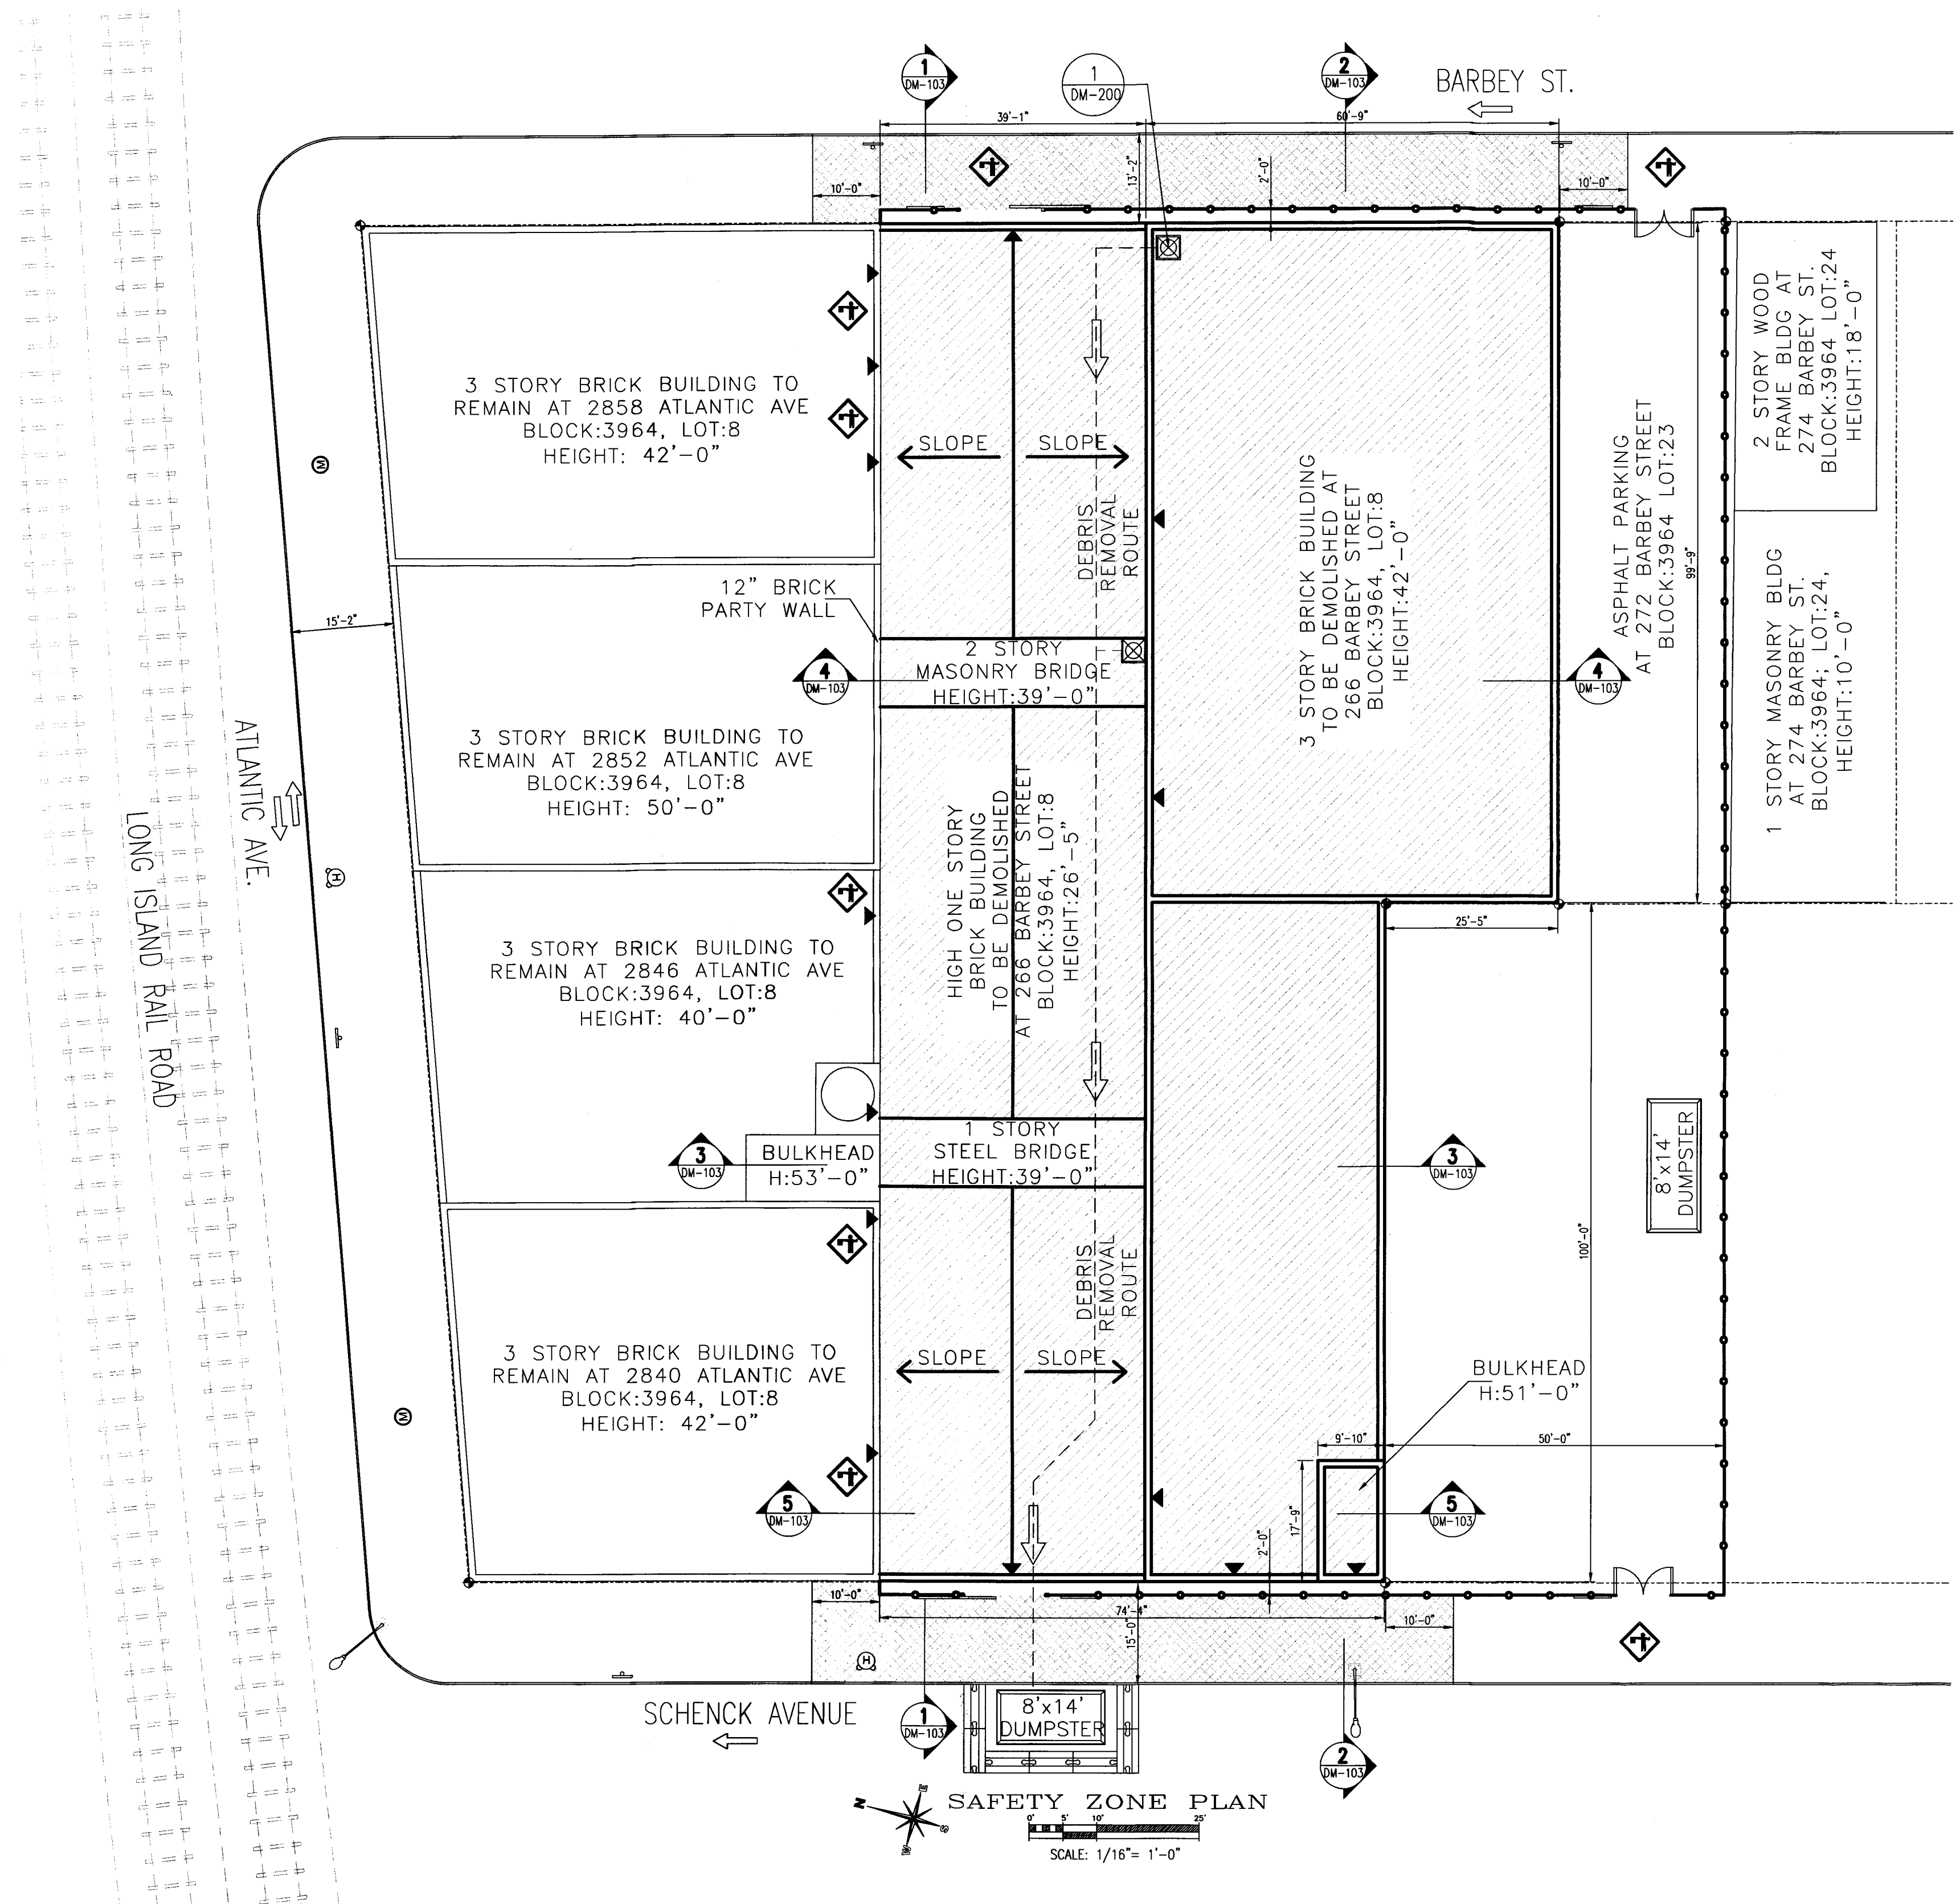 1
DM-103
1
DM-200
2
DM-103
BARBEY ST.
39'-1"
60'-9"
13'-2"
2'-0"
10'-0"
10'-0"
3 STORY BRICK BUILDING TO
REMAIN AT 2858 ATLANTIC AVE
BLOCK:3964, LOT:8
HEIGHT: 42'-0"
SLOPE
SLOPE
DEBRIS
REMOVAL
ROUTE
3 STORY BRICK BUILDING
TO BE DEMOLISHED AT
266 BARBEY STREET
BLOCK:3964, LOT:8
HEIGHT:42'-0"
ASPHALT PARKING
AT 272 BARBEY STREET
BLOCK:3964 LOT:23
99'-9"
2 STORY WOOD
FRAME BLDG AT
274 BARBEY ST.
BLOCK:3964 LOT:24
HEIGHT:18'-0"
1 STORY MASONRY BLDG
AT 274 BARBEY ST.
BLOCK:3964; LOT:24,
HEIGHT:10'-0"
M
15'-2"
12" BRICK
PARTY WALL
4
DM-103
2 STORY
MASONRY BRIDGE
HEIGHT:39'-0"
4
DM-103
3 STORY BRICK BUILDING TO
REMAIN AT 2852 ATLANTIC AVE
BLOCK:3964, LOT:8
HEIGHT: 50'-0"
ATLANTIC AVE.
LONG ISLAND RAIL ROAD
H
HIGH ONE STORY
BRICK BUILDING
TO BE DEMOLISHED
AT 266 BARBEY STREET
BLOCK:3964, LOT:8
HEIGHT:26'-5"
25'-5"
3 STORY BRICK BUILDING TO
REMAIN AT 2846 ATLANTIC AVE
BLOCK:3964, LOT:8
HEIGHT: 40'-0"
3
DM-103
BULKHEAD
H:53'-0"
1 STORY
STEEL BRIDGE
HEIGHT:39'-0"
3
DM-103
8'x14'
DUMPSTER
100'-0"
DEBRIS
REMOVAL
ROUTE
SLOPE
SLOPE
3 STORY BRICK BUILDING TO
REMAIN AT 2840 ATLANTIC AVE
BLOCK:3964, LOT:8
HEIGHT: 42'-0"
M
BULKHEAD
H:51'-0"
9'-10"
50'-0"
17'-9"
5
DM-103
5
DM-103
2'-0"
10'-0"
74'-4"
15'-0"
10'-0"
H
SCHENCK AVENUE
1
DM-103
8'x14'
DUMPSTER
2
DM-103
N
E
S
W
SAFETY ZONE PLAN
0' 5' 10' 25'
SCALE: 1/16"= 1'-0"